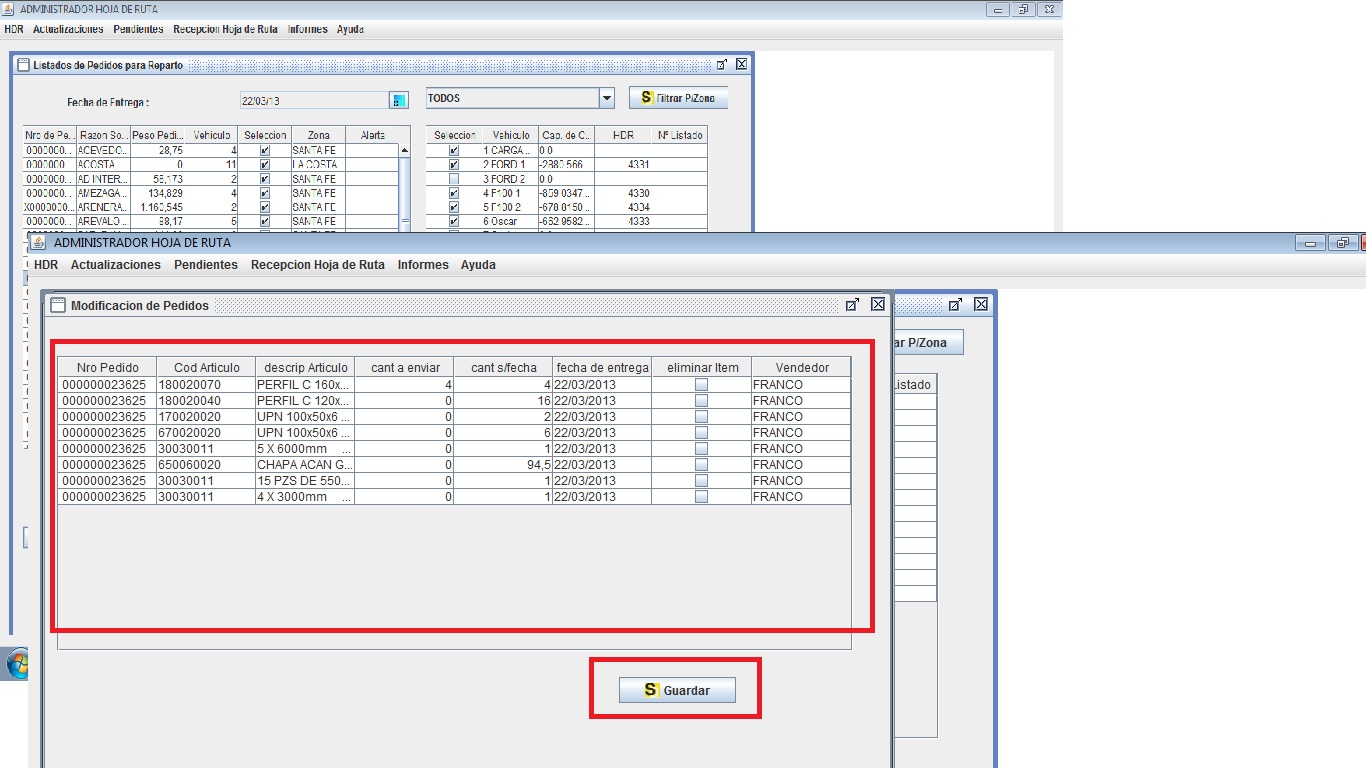 ADMINISTRADOR HOJA DE RUTA
HDR Actualizaciones Pendientes Recepcion Hoja de Ruta Informes Ayuda
Listados de Pedidos para Reparto
Fecha de Entrega : 22/03/13 TODOS S Filtrar P/Zona
Nro de Pe... Razon So... Peso Pedi... Vehiculo Seleccion Zona Alerta Seleccion Vehiculo Cap. de C... HDR Nº Listado
0000000... ACEVEDO... 28,75 4 SANTA FE 1 CARGA ... 0.0
0000000... ACOSTA 0 11 LA COSTA 2 FORD 1 -2880.566 4331
0000000... AD INTER... 58,173 2 SANTA FE 3 FORD 2 0.0
0000000... AMEZAGA... 134,829 4 SANTA FE 4 F100 1 -859.0347... 4330
X0000000... ARENERA... 1.160,545 2 SANTA FE 5 F100 2 -678.8150... 4334
0000000... AREVALO... 98,17 5 SANTA FE 6 Oscar -662.9582... 4333
ADMINISTRADOR HOJA DE RUTA
HDR Actualizaciones Pendientes Recepcion Hoja de Ruta Informes Ayuda
Modificacion de Pedidos
ar P/Zona
Nro Pedido Cod Articulo descrip Articulo cant a enviar cant s/fecha fecha de entrega eliminar Item Vendedor
Listado
000000023625 180020070 PERFIL C 160x... 4 4 22/03/2013 FRANCO
000000023625 180020040 PERFIL C 120x... 0 16 22/03/2013 FRANCO
000000023625 170020020 UPN 100x50x6 ... 0 2 22/03/2013 FRANCO
000000023625 670020020 UPN 100x50x6 ... 0 6 22/03/2013 FRANCO
000000023625 30030011 5 X 6000mm ... 0 1 22/03/2013 FRANCO
000000023625 650060020 CHAPA ACAN G... 0 94,5 22/03/2013 FRANCO
000000023625 30030011 15 PZS DE 550... 0 1 22/03/2013 FRANCO
000000023625 30030011 4 X 3000mm ... 0 1 22/03/2013 FRANCO
S Guardar